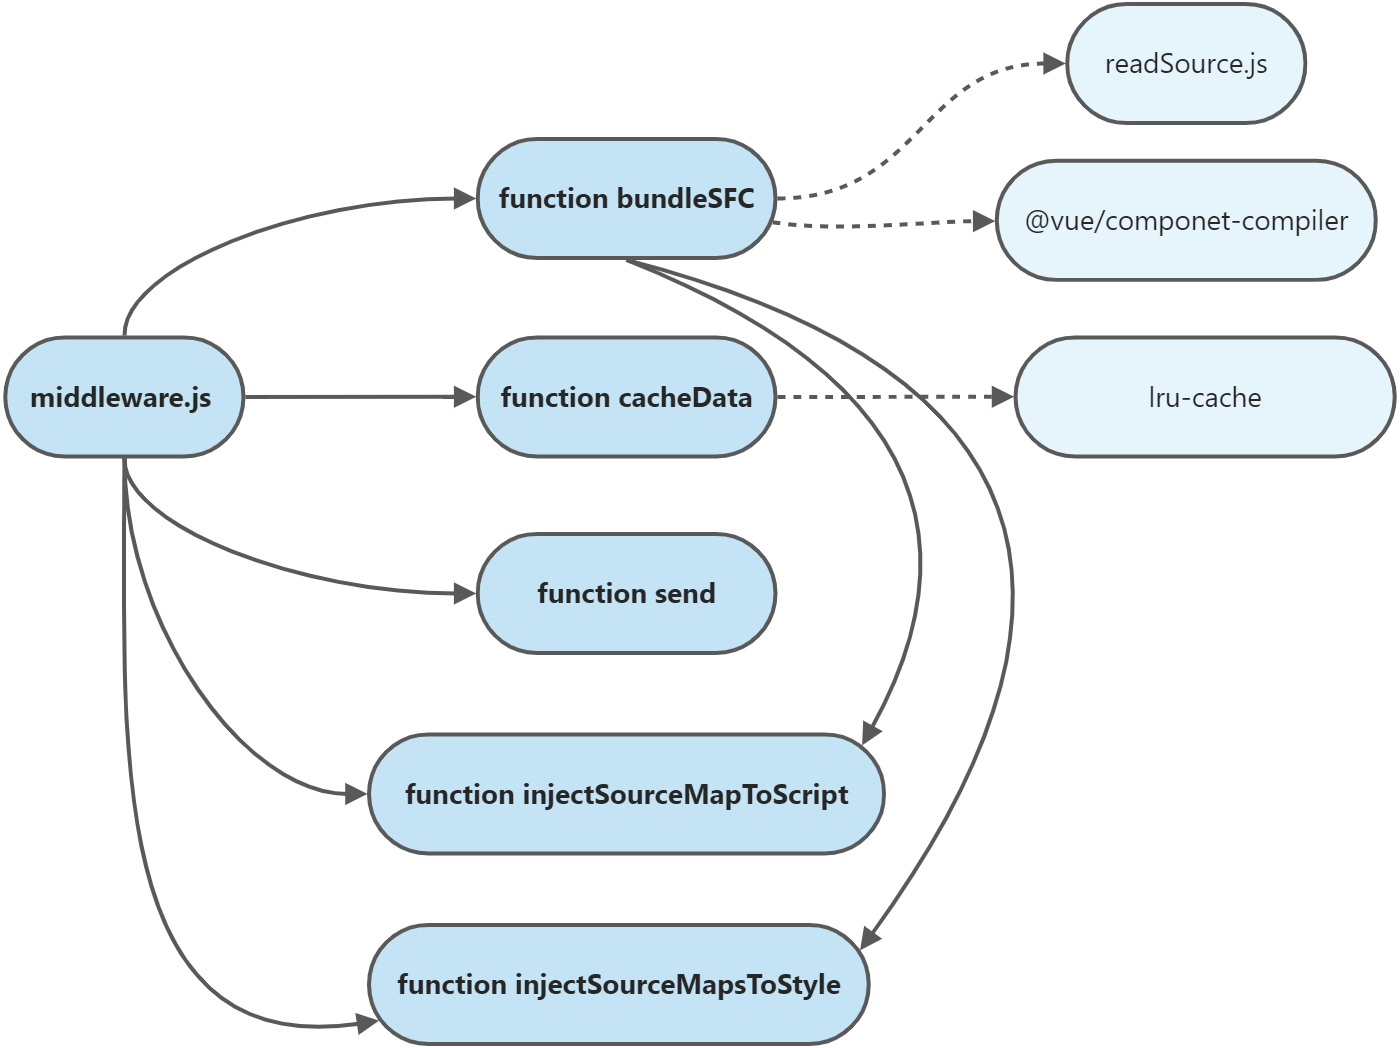 readSource.js
function bundleSFC
@vue/componet-compiler
middleware.js
function cacheData
lru-cache
function send
function injectSourceMapToScript
function injectSourceMapsToStyle